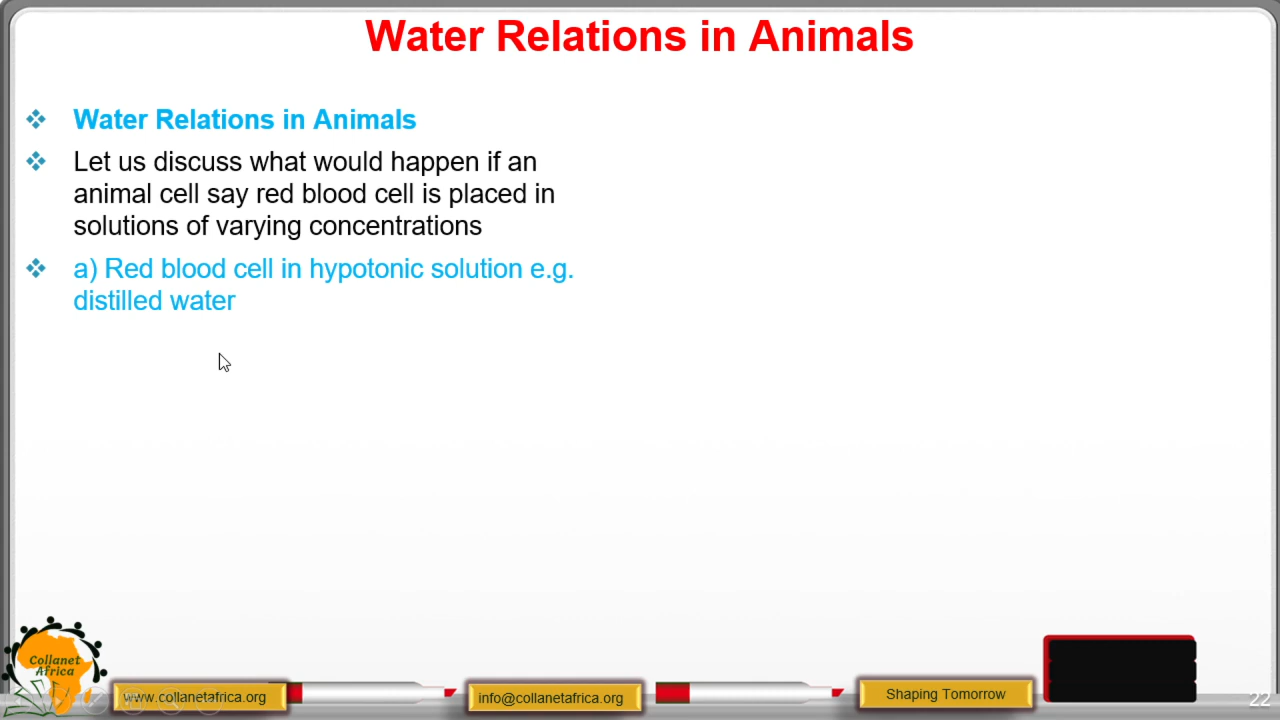 Water Relations in Animals
Water Relations in Animals
Let us discuss what would happen if an
animal cell say red blood cell is placed in
solutions of varying concentrations
a) Red blood cell in hypotonic solution e.g.
distilled water
Collanet
Africa
www.collanetafrica.org
info@collanetafrica.org
Shaping Tomorrow
22